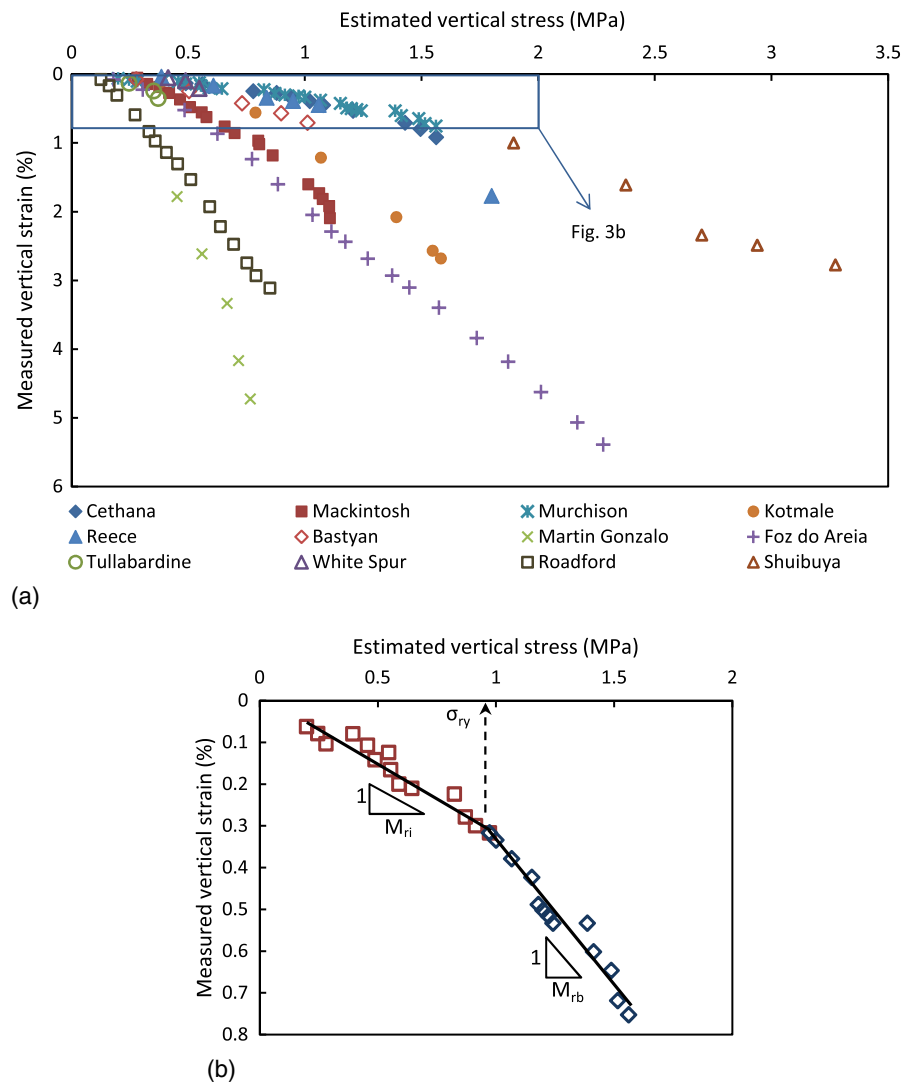 Estimated vertical stress (MPa)
0 0.5 1 1.5 2 2.5 3 3.5
Measured vertical strain (%)
0
1
2
3
4
5
6
Fig. 3b
Cethana Mackintosh Murchison Kotmale
Reece Bastyan Martin Gonzalo Foz do Areia
Tullabardine White Spur Roadford Shuibuya
(a)
Estimated vertical stress (MPa)
0 0.5 1 1.5 2
Measured vertical strain (%)
0
0.1
0.2
0.3
0.4
0.5
0.6
0.7
0.8
σry
1
Mri
1
Mrb
(b)